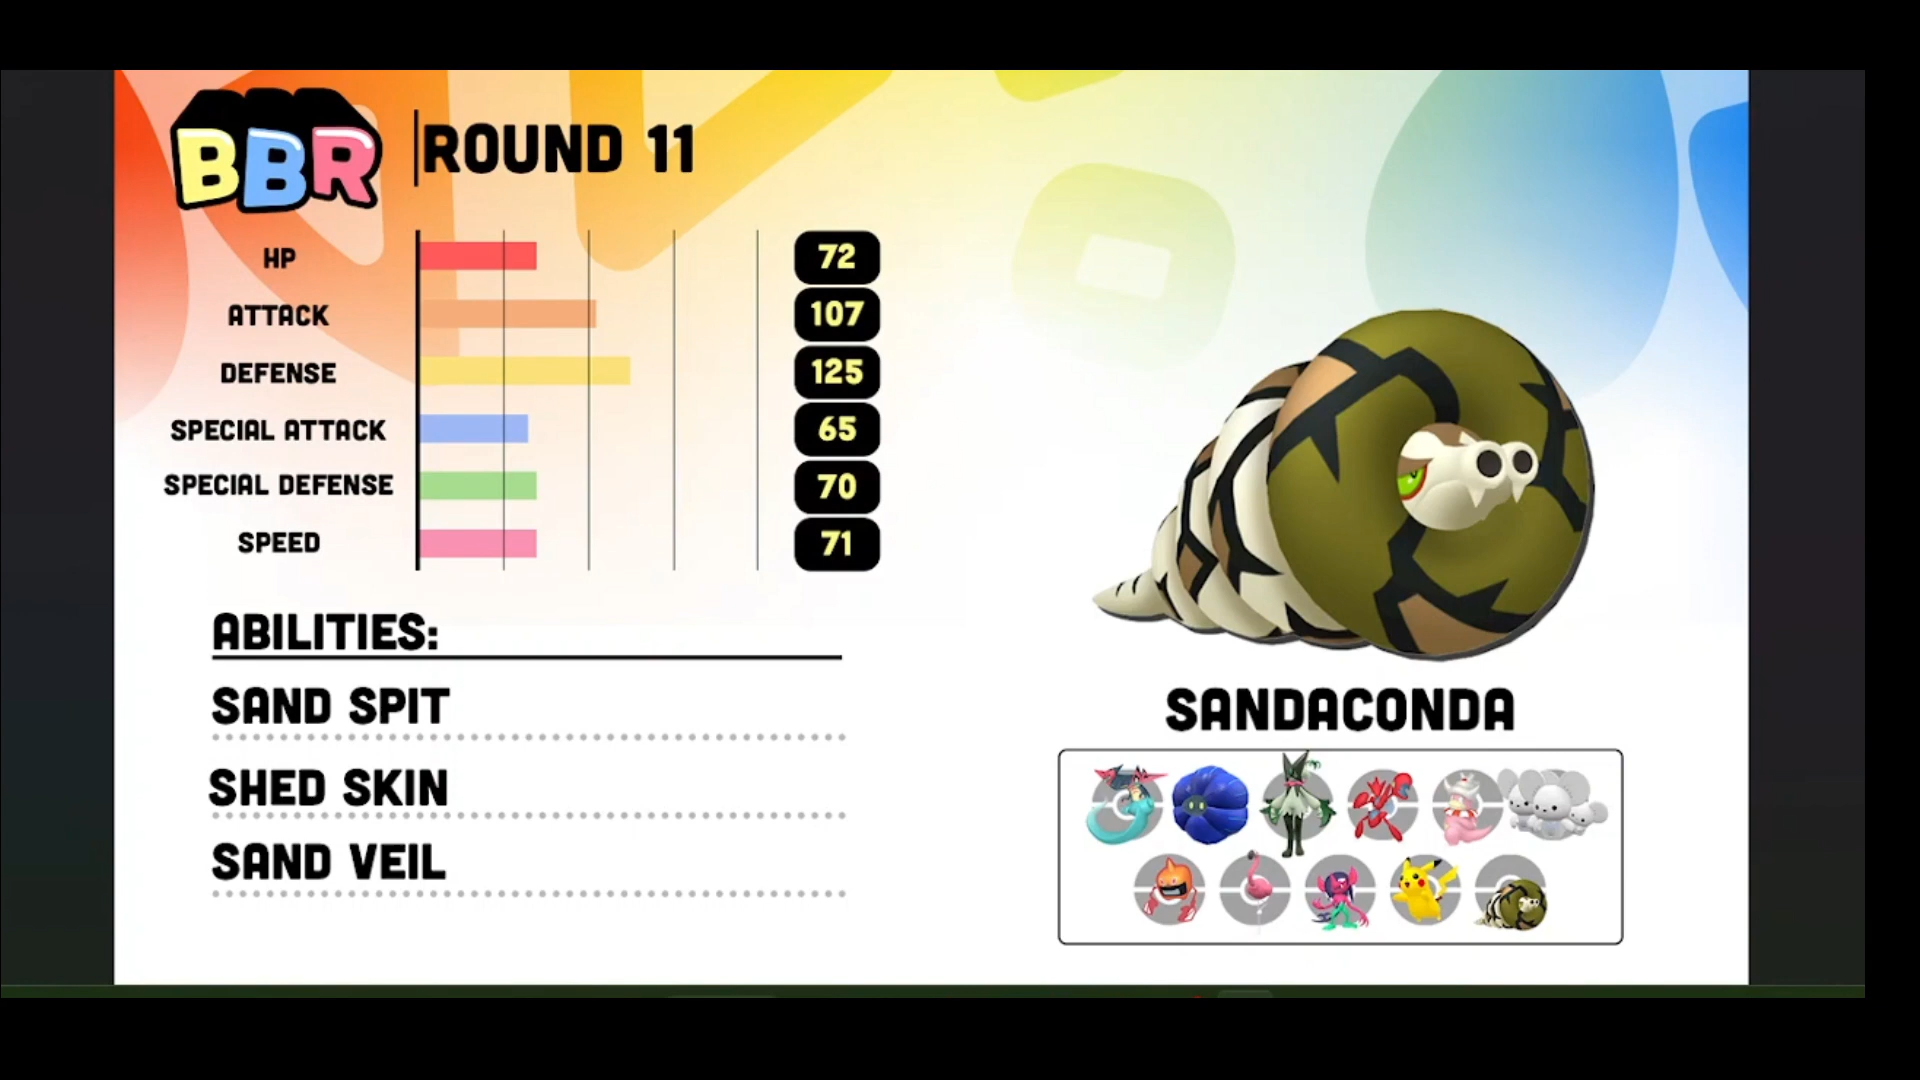 BBR
ROUND 11
HP 72
ATTACK 107
DEFENSE 125
SPECIAL ATTACK 65
SPECIAL DEFENSE 70
SPEED 71
ABILITIES:
SAND SPIT
SHED SKIN
SAND VEIL
SANDACONDA